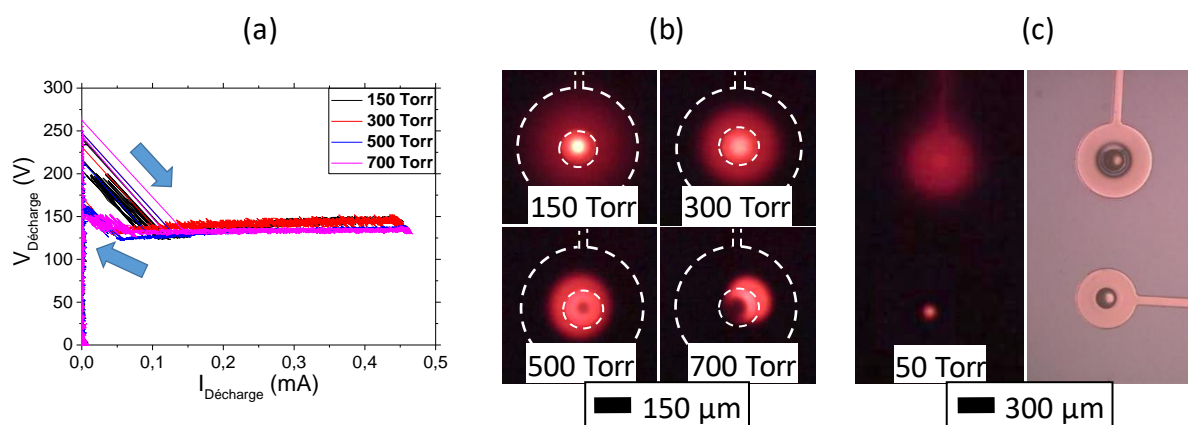 (a)
(b)
(c)
300
250
200
150
100
50
0
V_Décharge (V)
0,0
0,1
0,2
0,3
0,4
0,5
I_Décharge (mA)
150 Torr
300 Torr
500 Torr
700 Torr
150 Torr
300 Torr
500 Torr
700 Torr
150 µm
50 Torr
300 µm